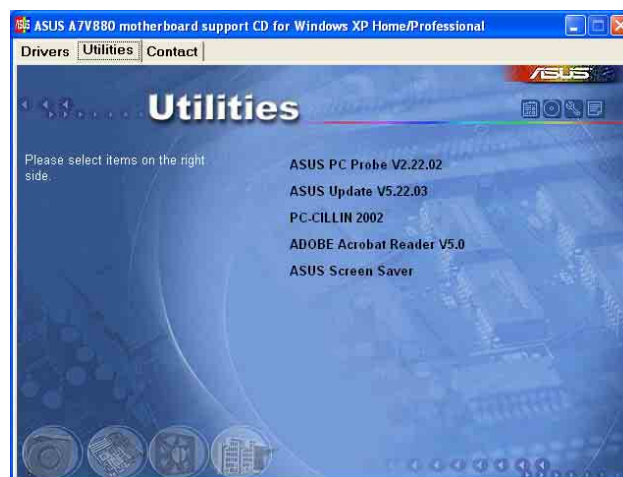 ASUS A7V880 motherboard support CD for Windows XP Home/Professional
Drivers Utilities Contact
ASUS
Utilities
Please select items on the right side.
ASUS PC Probe V2.22.02
ASUS Update V5.22.03
PC-CILLIN 2002
ADOBE Acrobat Reader V5.0
ASUS Screen Saver